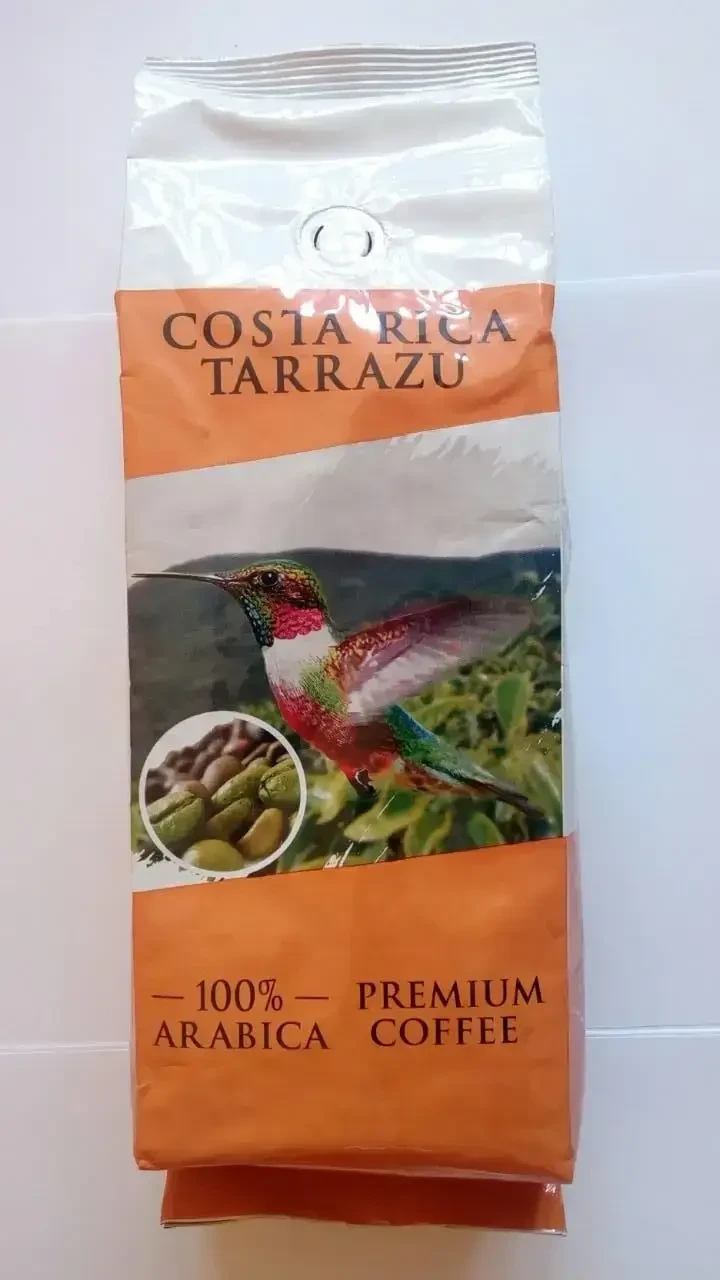 COSTA RICA
TARRAZU
— 100% —
ARABICA
PREMIUM
COFFEE